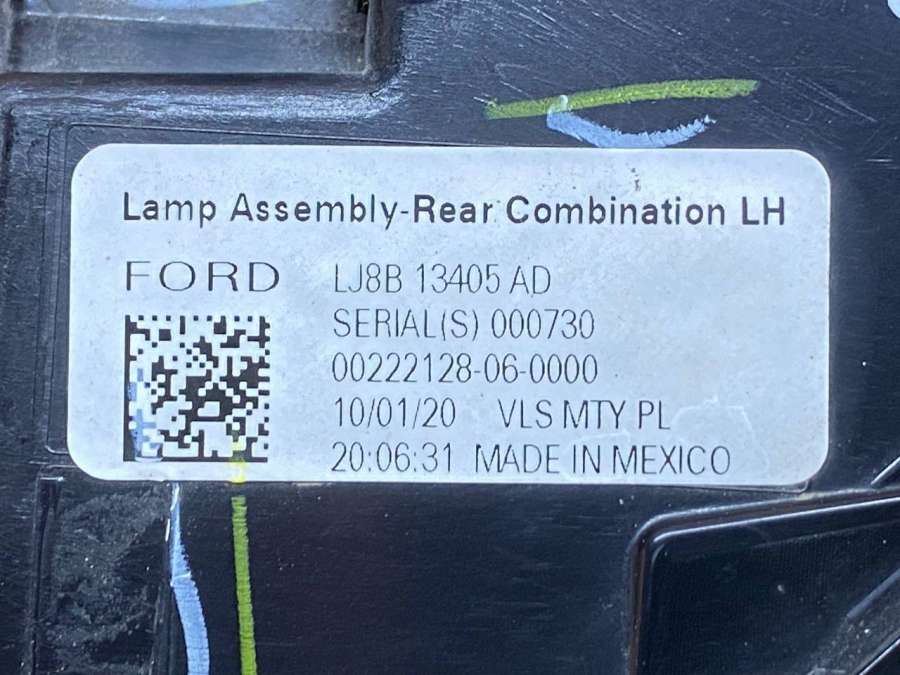 Lamp Assembly-Rear Combination LH
FORD LJ8B 13405 AD
SERIAL(S) 000730
00222128-06-0000
10/01/20 VLS MTY PL
20:06:31 MADE IN MEXICO